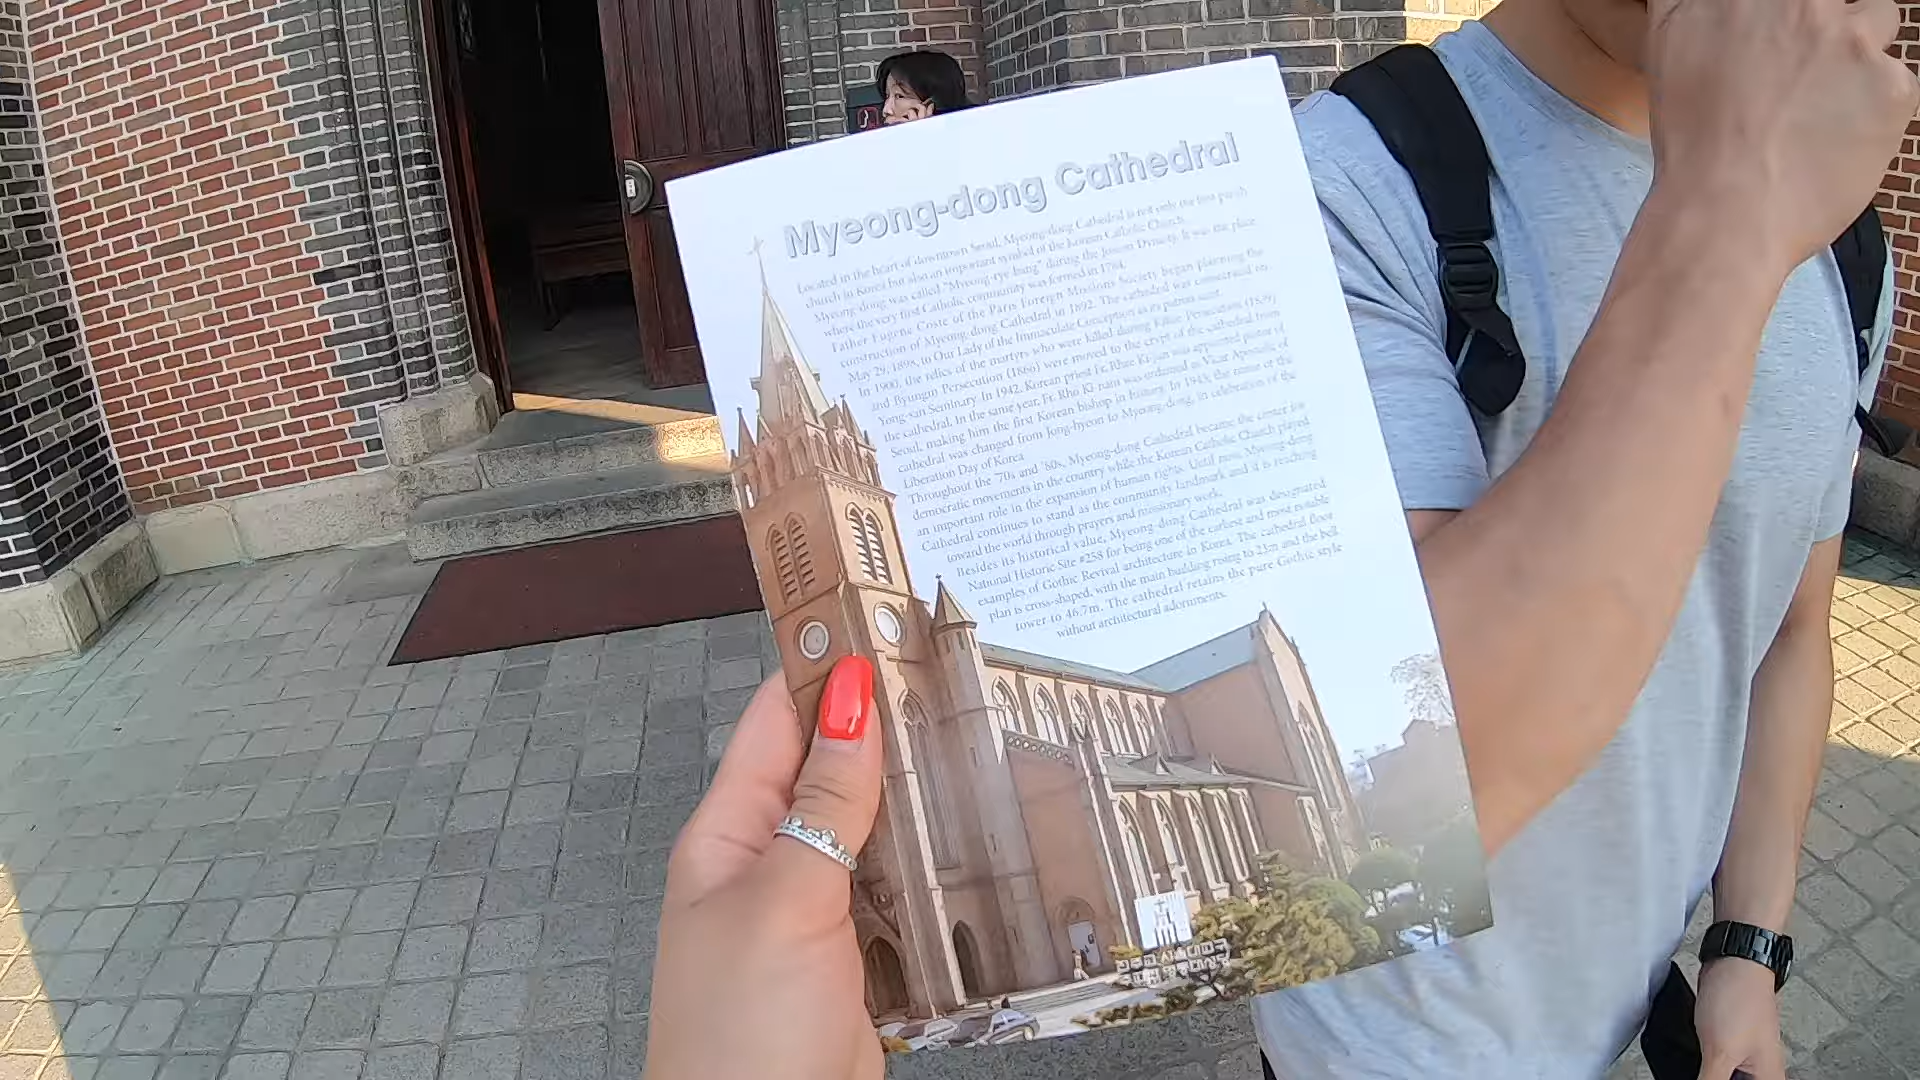 Myeong-dong Cathedral
Located in the heart of downtown Seoul, Myeong-dong Cathedral is not only the first parish
church in Korea but also an important symbol of the Korean Catholic Church.
Myeong-dong was called "Myeong-rye-bang" during the Joseon Dynasty. It was the place
where the very first Catholic community was formed in 1784.
Father Eugene Coste of the Paris Foreign Missions Society began planning the
construction of Myeong-dong Cathedral in 1892. The cathedral was consecrated on
May 29, 1898, to Our Lady of the Immaculate Conception as its patron saint.
In 1900, the relics of the martyrs who were killed during Kihae Persecution (1839)
and Byungin Persecution (1866) were moved to the crypt of the cathedral from
Yong-san Seminary. In 1942, Korean priest Fr. Rhee Ki-jun was appointed pastor of
the cathedral. In the same year, Fr. Rho Ki-nam was ordained as Vicar Apostolic of
Seoul, making him the first Korean bishop in history. In 1945, the name of the
cathedral was changed from Jong-hyeon to Myeong-dong, in celebration of the
Liberation Day of Korea.
Throughout the '70s and '80s, Myeong-dong Cathedral became the center for
democratic movements in the country while the Korean Catholic Church played
an important role in the expansion of human rights. Until now, Myeong-dong
Cathedral continues to stand as the community landmark and it is reaching
toward the world through prayers and missionary work.
Besides its historical value, Myeong-dong Cathedral was designated
National Historic Site #258 for being one of the earliest and most notable
examples of Gothic Revival architecture in Korea. The cathedral floor
plan is cross-shaped, with the main building rising to 23m and the bell
tower to 46.7m. The cathedral retains the pure Gothic style
without architectural adornments.